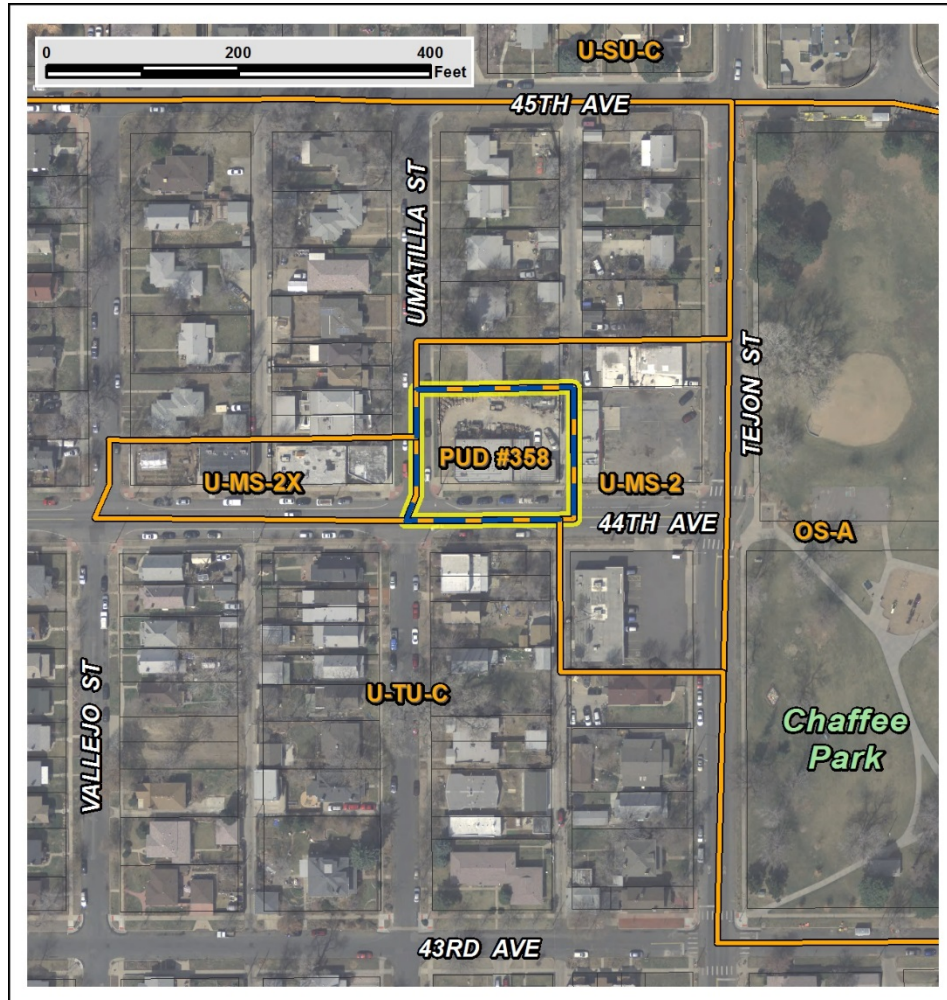 0 200 400
Feet
U-SU-C
45TH AVE
UMATILLA ST
TEJON ST
PUD #358
U-MS-2X
U-MS-2
44TH AVE
OS-A
U-TU-C
VALLEJO ST
Chaffee
Park
43RD AVE